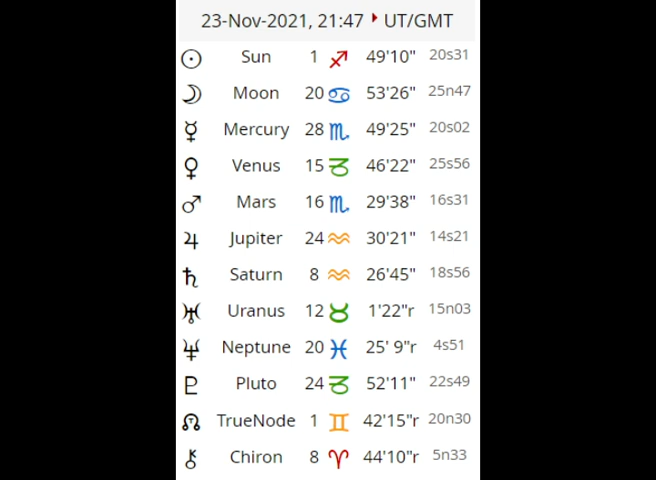 23-Nov-2021, 21:47 ▸ UT/GMT
☉ Sun 1 ♐ 49'10" 20s31
☽ Moon 20 ♋ 53'26" 25n47
☿ Mercury 28 ♏ 49'25" 20s02
♀ Venus 15 ♑ 46'22" 25s56
♂ Mars 16 ♏ 29'38" 16s31
♃ Jupiter 24 ♒ 30'21" 14s21
♄ Saturn 8 ♒ 26'45" 18s56
♅ Uranus 12 ♉ 1'22"r 15n03
♆ Neptune 20 ♓ 25' 9"r 4s51
♇ Pluto 24 ♑ 52'11" 22s49
☊ TrueNode 1 ♊ 42'15"r 20n30
⚷ Chiron 8 ♈ 44'10"r 5n33